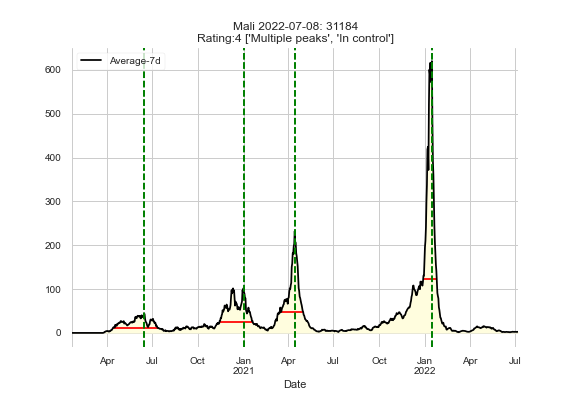 Mali 2022-07-08: 31184
Rating:4 ['Multiple peaks', 'In control']
Average-7d
600
500
400
300
200
100
0
Apr Jul Oct Jan Apr Jul Oct Jan Apr Jul
2021 2022
Date